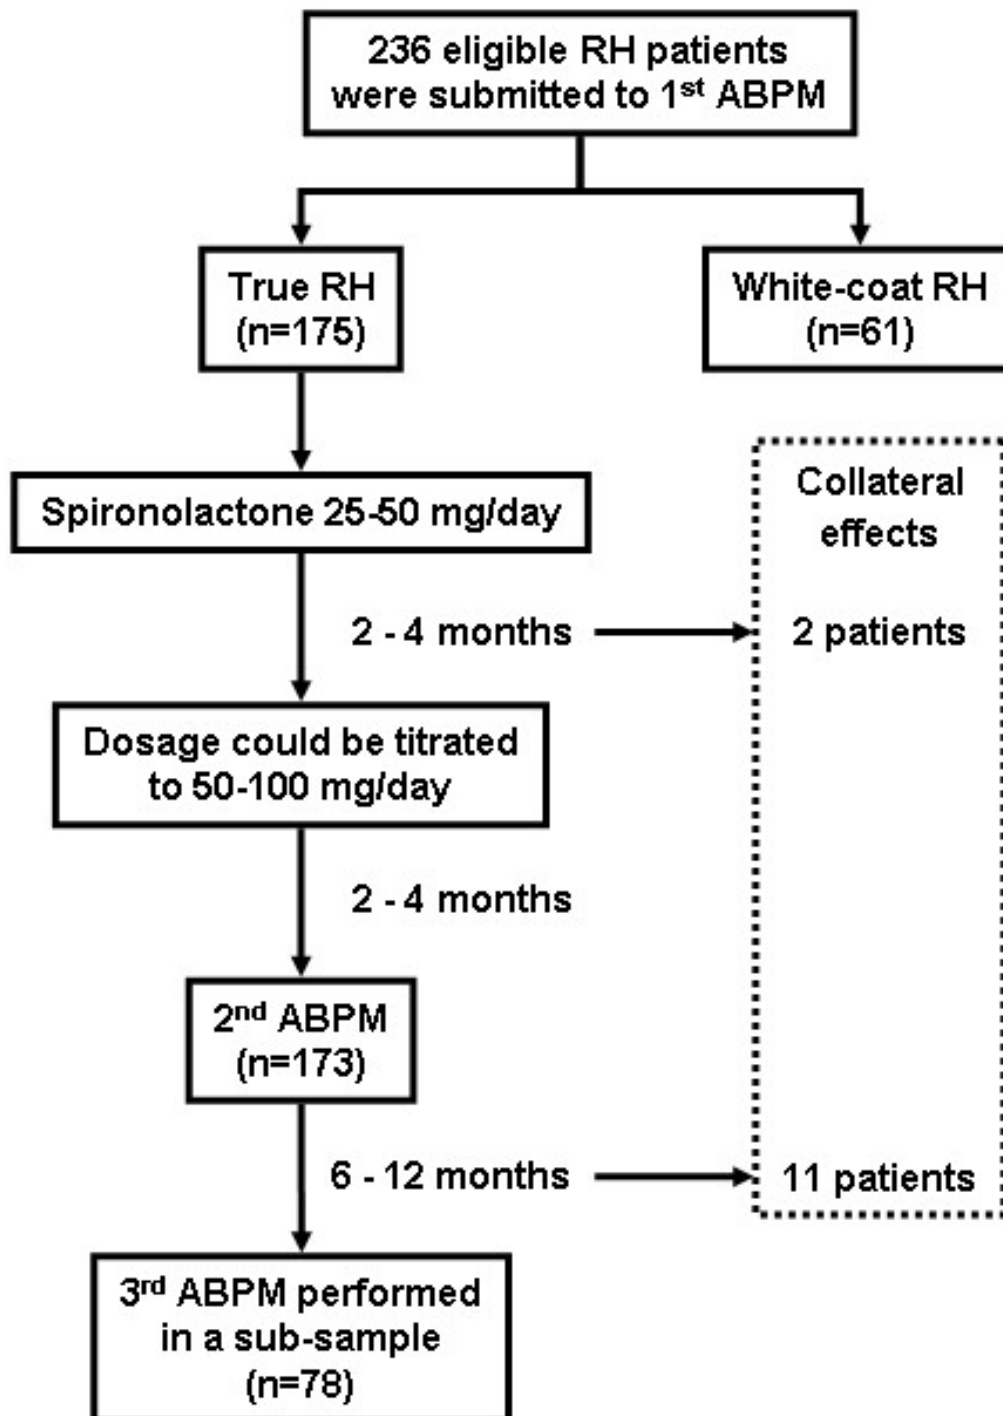 236 eligible RH patients
were submitted to 1st ABPM
True RH
(n=175)
White-coat RH
(n=61)
Spironolactone 25-50 mg/day
Collateral
effects
2 - 4 months
2 patients
Dosage could be titrated
to 50-100 mg/day
2 - 4 months
2nd ABPM
(n=173)
6 - 12 months
11 patients
3rd ABPM performed
in a sub-sample
(n=78)